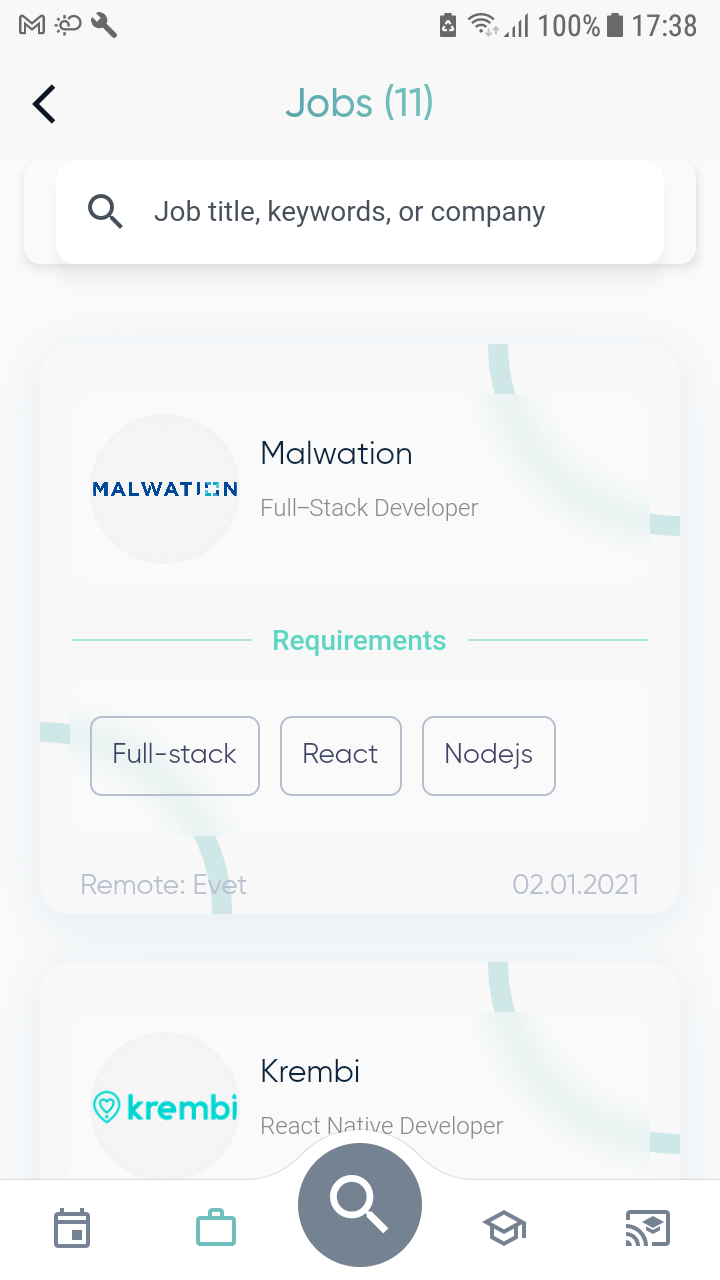 100% 17:38
Jobs (11)
Job title, keywords, or company
MALWATION
Malwation
Full-Stack Developer
Requirements
Full-stack React Nodejs
Remote: Evet 02.01.2021
krembi
Krembi
React Native Developer